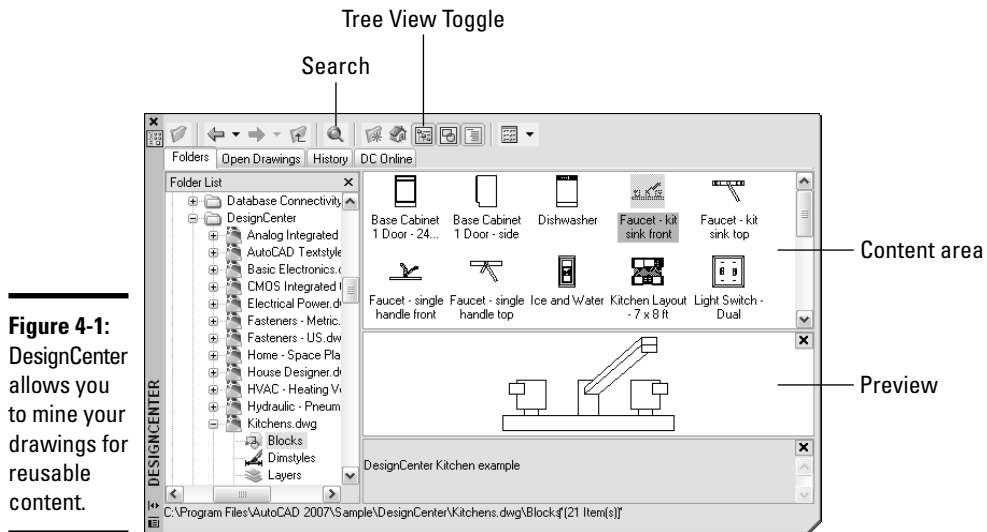 Tree View Toggle
Search
Folders
Open Drawings
History
DC Online
Folder List
Database Connectivity
DesignCenter
Analog Integrated
AutoCAD Textstyle
Basic Electronics.
CMOS Integrated
Electrical Power.d
Fasteners - Metric.
Fasteners - US.dw
Home - Space Pla
House Designer.d
HVAC - Heating Ve
Hydraulic - Pneum
Kitchens.dwg
Blocks
Dimstyles
Layers
Base Cabinet
1 Door - 24...
Base Cabinet
1 Door - side
Dishwasher
Faucet - kit
sink front
Faucet - kit
sink top
Faucet - single
handle front
Faucet - single
handle top
Ice and Water
Kitchen Layout
- 7 x 8 ft
Light Switch -
Dual
Content area
Preview
DesignCenter Kitchen example
DESIGNCENTER
C:\Program Files\AutoCAD 2007\Sample\DesignCenter\Kitchens.dwg\Blocks (21 Item(s))
Figure 4-1:
DesignCenter
allows you
to mine your
drawings for
reusable
content.